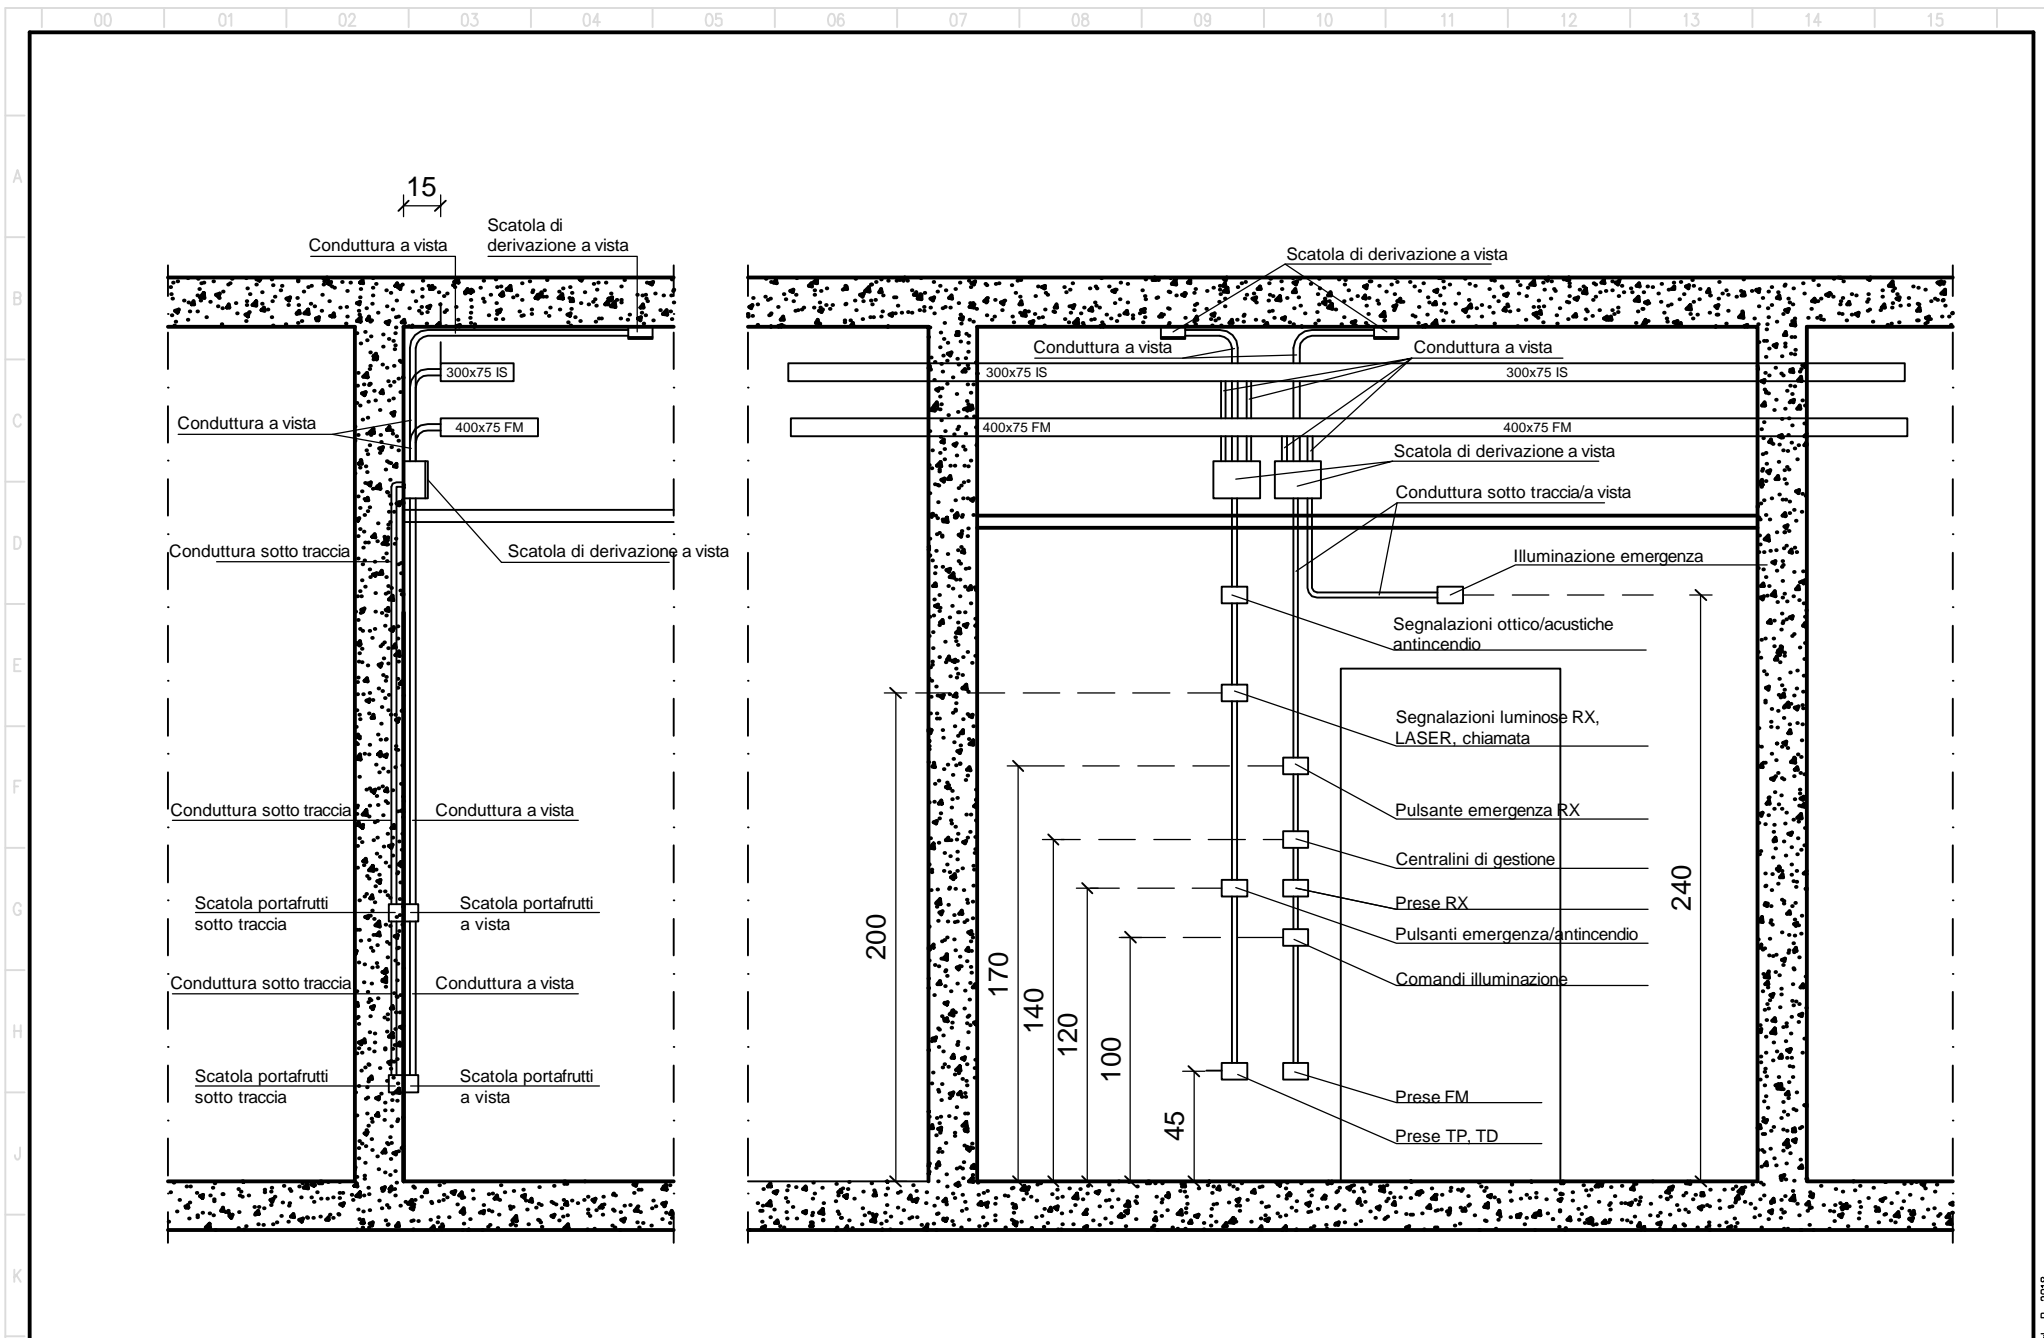 00 01 02 03 04 05 06 07 08 09 10 11 12 13 14 15
A
B
C
D
E
F
G
H
J
K
15
Scatola di
derivazione a vista
Conduttura a vista
300x75 IS
400x75 FM
Conduttura a vista
Conduttura sotto traccia
Scatola di derivazione a vista
Conduttura sotto traccia
Conduttura a vista
Scatola portafrutti
sotto traccia
Scatola portafrutti
a vista
Conduttura sotto traccia
Conduttura a vista
Scatola portafrutti
sotto traccia
Scatola portafrutti
a vista
Scatola di derivazione a vista
Conduttura a vista
Conduttura a vista
300x75 IS
300x75 IS
400x75 FM
400x75 FM
Scatola di derivazione a vista
Conduttura sotto traccia/a vista
Illuminazione emergenza
Segnalazioni ottico/acustiche
antincendio
Segnalazioni luminose RX,
LASER, chiamata
Pulsante emergenza RX
Centralini di gestione
Prese RX
Pulsanti emergenza/antincendio
Comandi illuminazione
Prese FM
Prese TP, TD
200
170
140
120
100
45
240